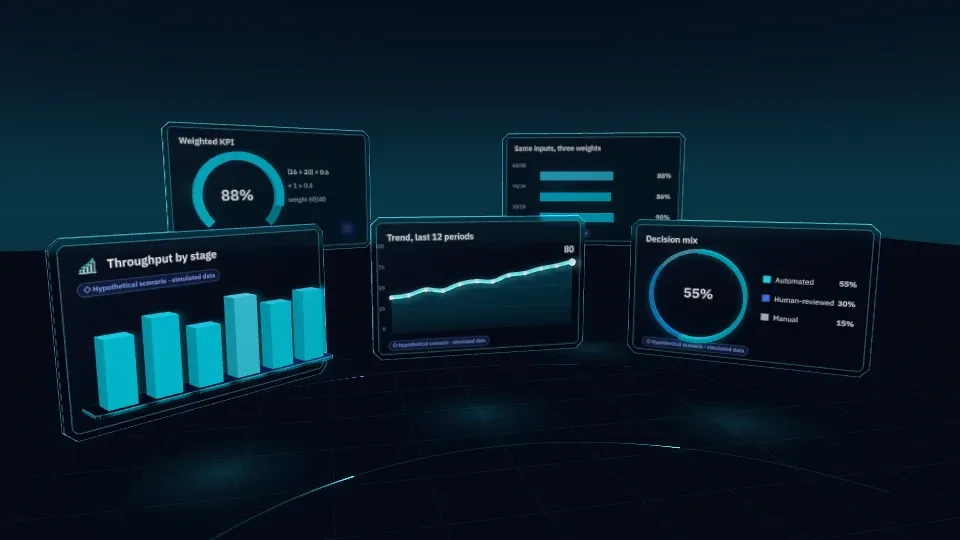 Weighted KPI
88%
(16 ÷ 20) × 0.6
+ 1 × 0.4
weight 60/40
Same inputs, three weights
60/40
88%
86%
90%
Throughput by stage
Hypothetical scenario · simulated data
Trend, last 12 periods
80
Hypothetical scenario · simulated data
Decision mix
55%
Automated 55%
Human-reviewed 30%
Manual 15%
Hypothetical scenario · simulated data